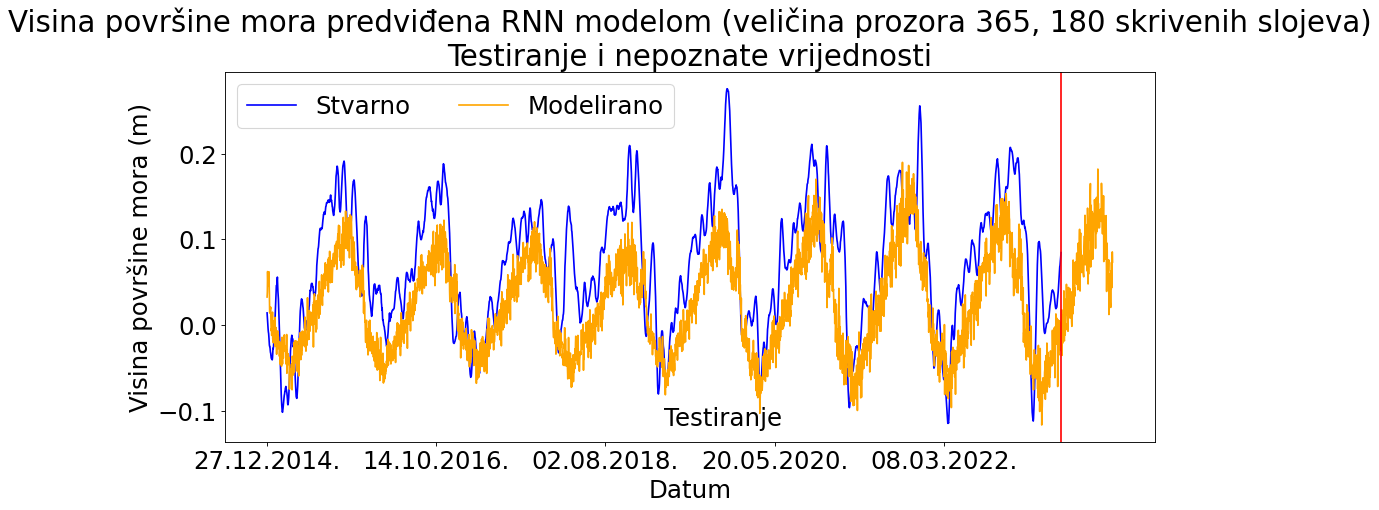 Visina površine mora predviđena RNN modelom (veličina prozora 365, 180 skrivenih slojeva)
Testiranje i nepoznate vrijednosti
Stvarno
Modelirano
Visina površine mora (m)
0.2
0.1
0.0
−0.1
Testiranje
27.12.2014.
14.10.2016.
02.08.2018.
20.05.2020.
08.03.2022.
Datum